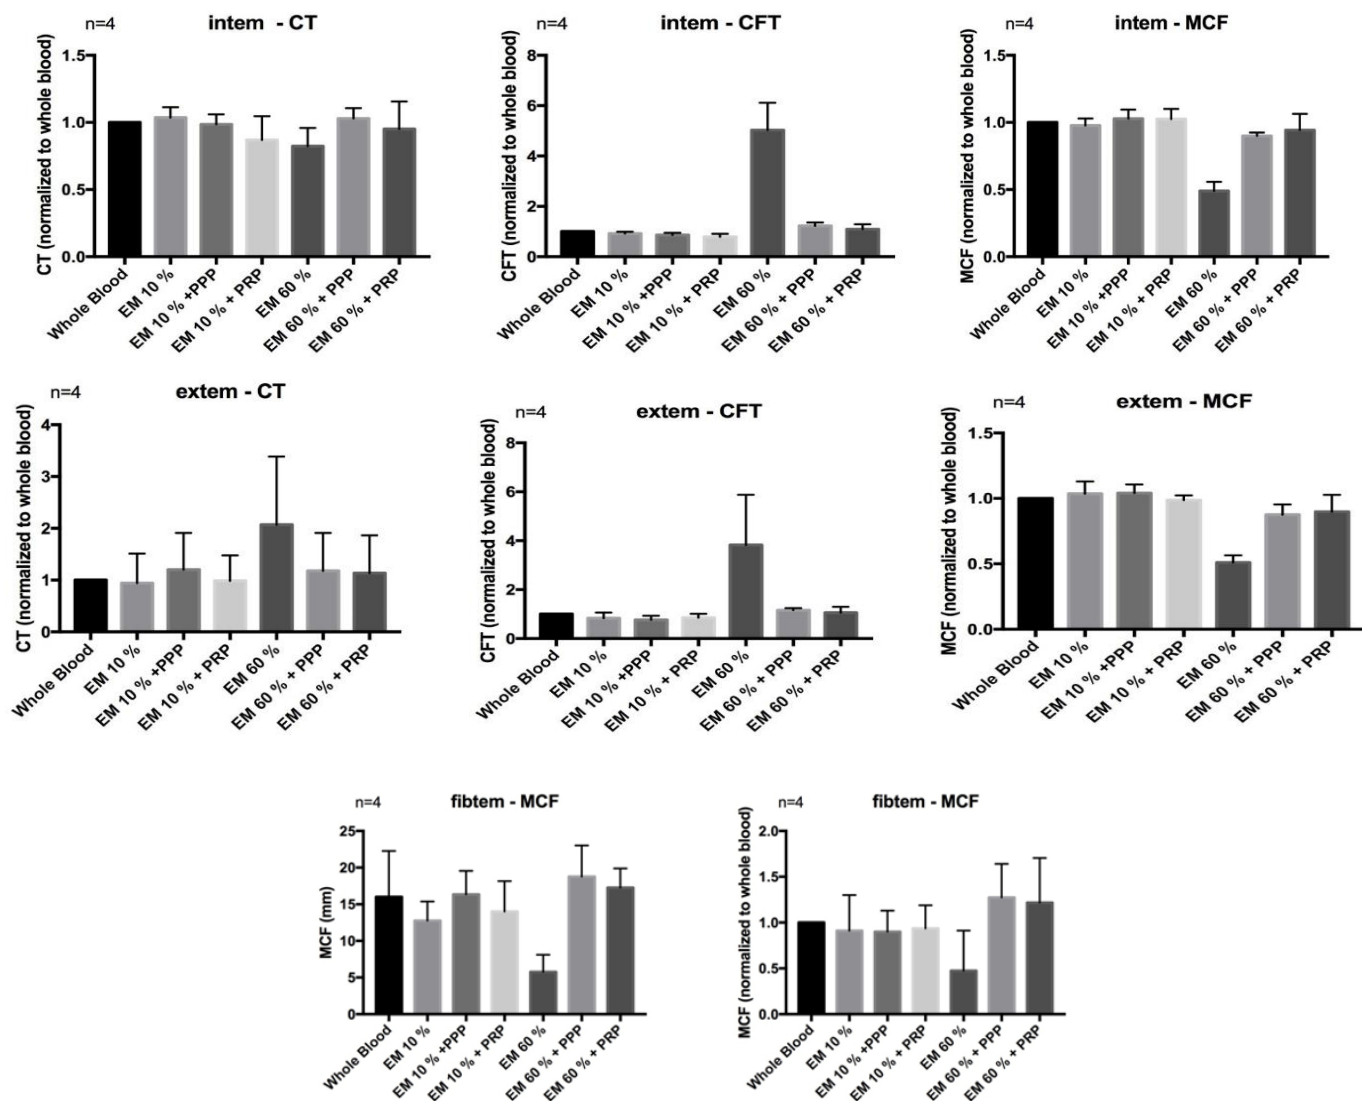 n=4
intem - CT
CT (normalized to whole blood)
1.5
1.0
0.5
0.0
Whole Blood
EM 10 %
EM 10 % +PPP
EM 10 % + PRP
EM 60 %
EM 60 % + PPP
EM 60 % + PRP
n=4
intem - CFT
CFT (normalized to whole blood)
8
6
4
2
0
Whole Blood
EM 10 %
EM 10 % +PPP
EM 10 % + PRP
EM 60 %
EM 60 % + PPP
EM 60 % + PRP
n=4
intem - MCF
MCF (normalized to whole blood)
1.5
1.0
0.5
0.0
Whole Blood
EM 10 %
EM 10 % +PPP
EM 10 % + PRP
EM 60 %
EM 60 % + PPP
EM 60 % + PRP
n=4
extem - CT
CT (normalized to whole blood)
4
3
2
1
0
Whole Blood
EM 10 %
EM 10 % +PPP
EM 10 % + PRP
EM 60 %
EM 60 % + PPP
EM 60 % + PRP
n=4
extem - CFT
CFT (normalized to whole blood)
8
6
4
2
0
Whole Blood
EM 10 %
EM 10 % +PPP
EM 10 % + PRP
EM 60 %
EM 60 % + PPP
EM 60 % + PRP
n=4
extem - MCF
MCF (normalized to whole blood)
1.5
1.0
0.5
0.0
Whole Blood
EM 10 %
EM 10 % +PPP
EM 10 % + PRP
EM 60 %
EM 60 % + PPP
EM 60 % + PRP
n=4
fibtem - MCF
MCF (mm)
25
20
15
10
5
0
Whole Blood
EM 10 %
EM 10 % +PPP
EM 10 % + PRP
EM 60 %
EM 60 % + PPP
EM 60 % + PRP
n=4
fibtem - MCF
MCF (normalized to whole blood)
2.0
1.5
1.0
0.5
0.0
Whole Blood
EM 10 %
EM 10 % +PPP
EM 10 % + PRP
EM 60 %
EM 60 % + PPP
EM 60 % + PRP